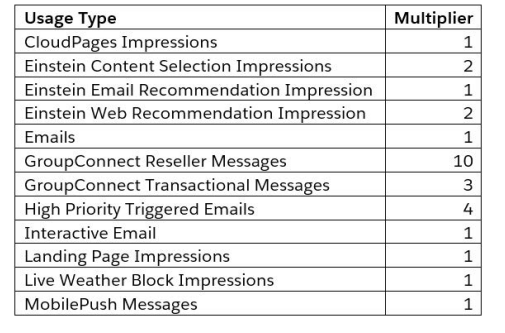 Usage Type Multiplier
CloudPages Impressions 1
Einstein Content Selection Impressions 2
Einstein Email Recommendation Impression 1
Einstein Web Recommendation Impression 2
Emails 1
GroupConnect Reseller Messages 10
GroupConnect Transactional Messages 3
High Priority Triggered Emails 4
Interactive Email 1
Landing Page Impressions 1
Live Weather Block Impressions 1
MobilePush Messages 1